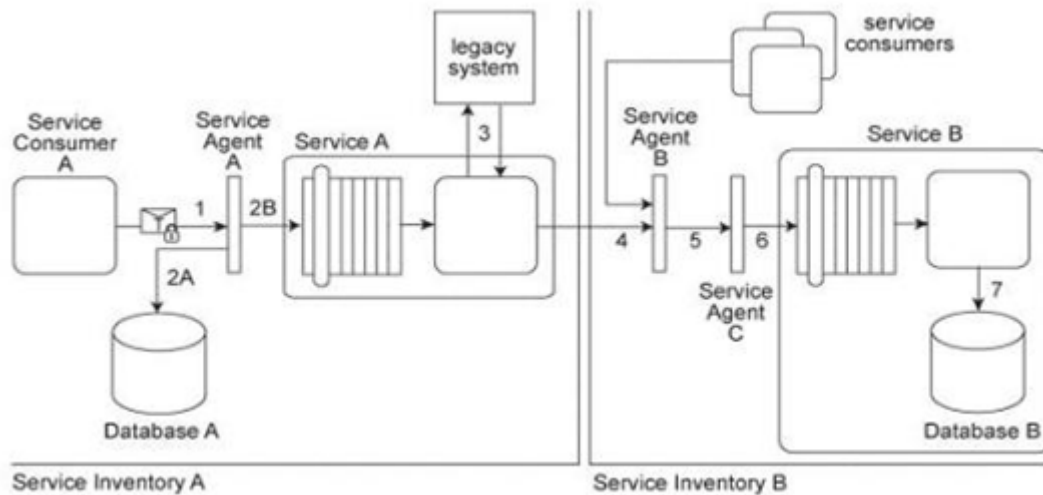 legacy
system
service
consumers
Service
Consumer
A
Service
Agent
A
Service A
3
Service
Agent
B
Service B
1
2B
4
5
6
2A
Service
Agent
C
7
Database A
Database B
Service Inventory A
Service Inventory B